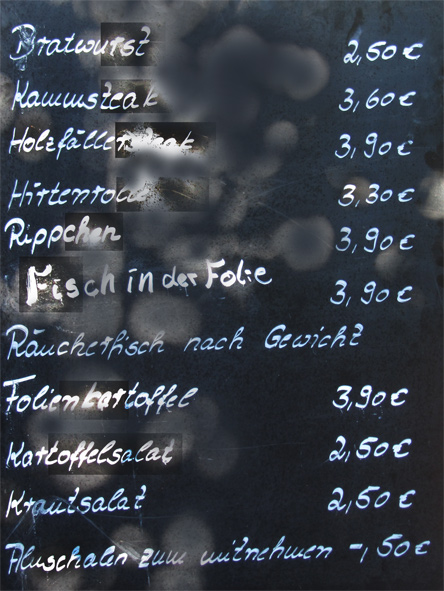 Bratwurst 2,50€
Kammsteak 3,60€
Holzfällersteak 3,90€
Hirten 3,30€
Rippchen 3,90€
Fisch in der Folie 3,90€
Räucherfisch nach Gewicht
Folienkartoffel 3,90€
Kartoffelsalat 2,50€
Krautsalat 2,50€
Aluschalen zum mitnehmen -,50€